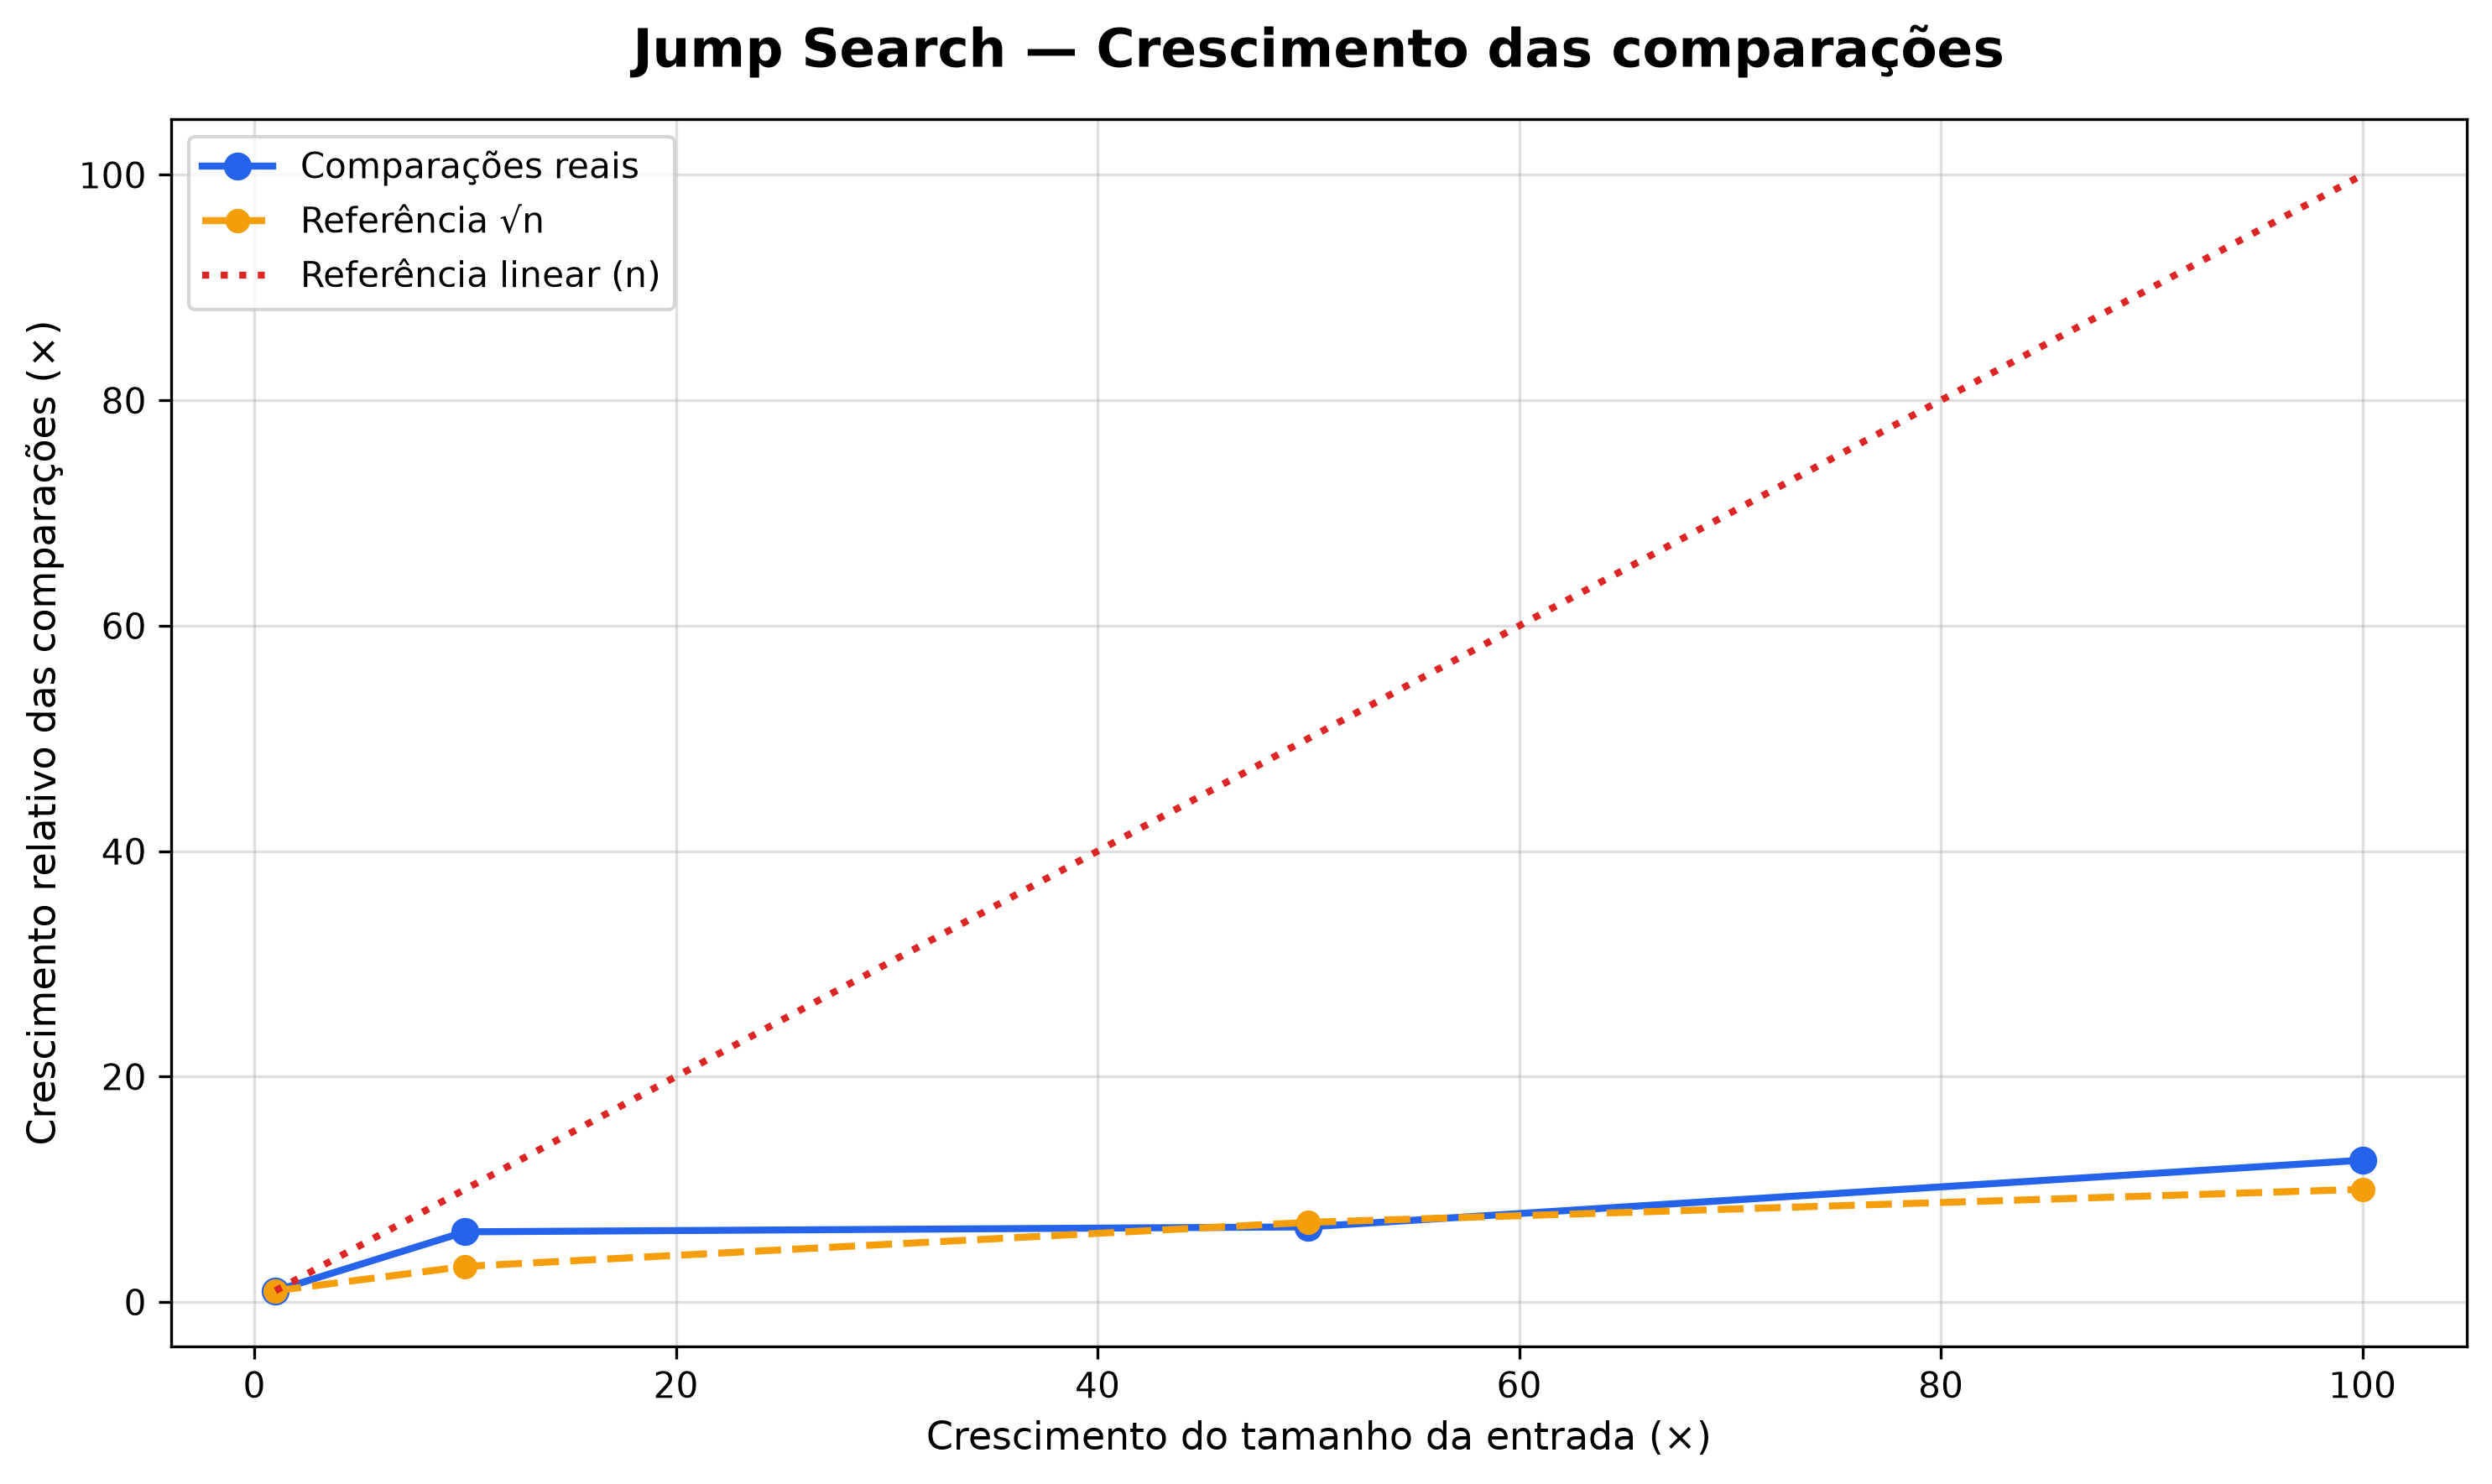 Jump Search — Crescimento das comparações
Comparações reais
Referência √n
Referência linear (n)
Crescimento relativo das comparações (×)
100
80
60
40
20
0
0 20 40 60 80 100
Crescimento do tamanho da entrada (×)